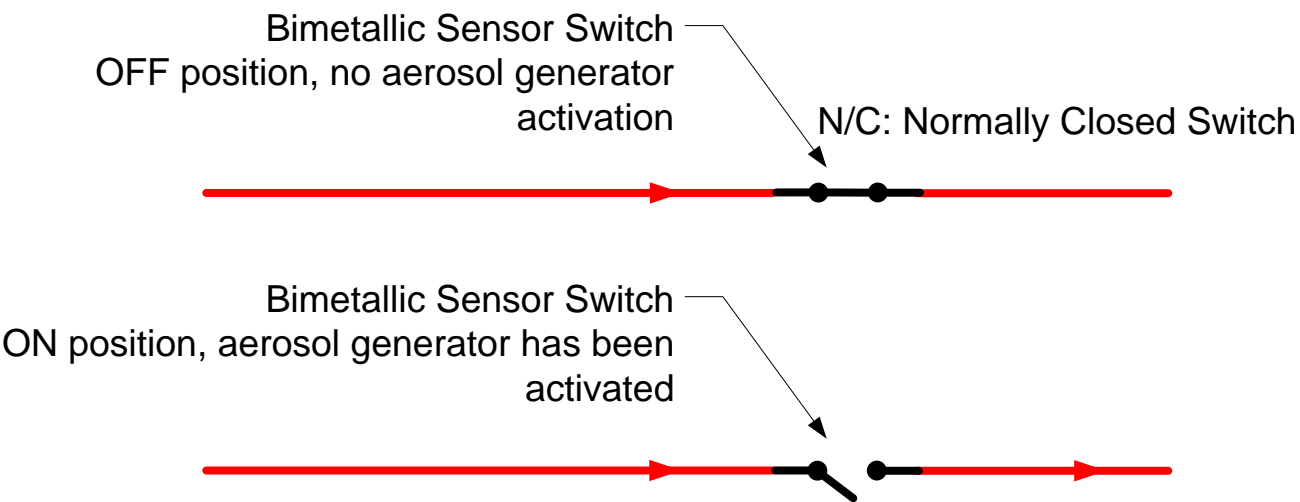 Bimetallic Sensor Switch
OFF position, no aerosol generator
activation
N/C: Normally Closed Switch
Bimetallic Sensor Switch
ON position, aerosol generator has been
activated